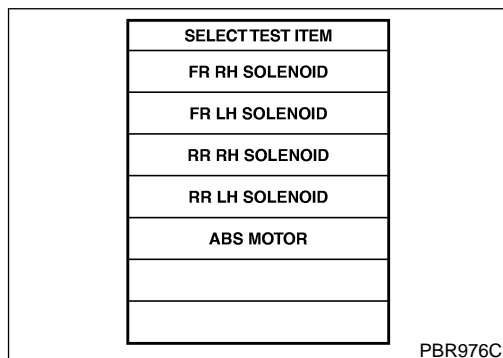 SELECT TEST ITEM
FR RH SOLENOID
FR LH SOLENOID
RR RH SOLENOID
RR LH SOLENOID
ABS MOTOR
PBR976C